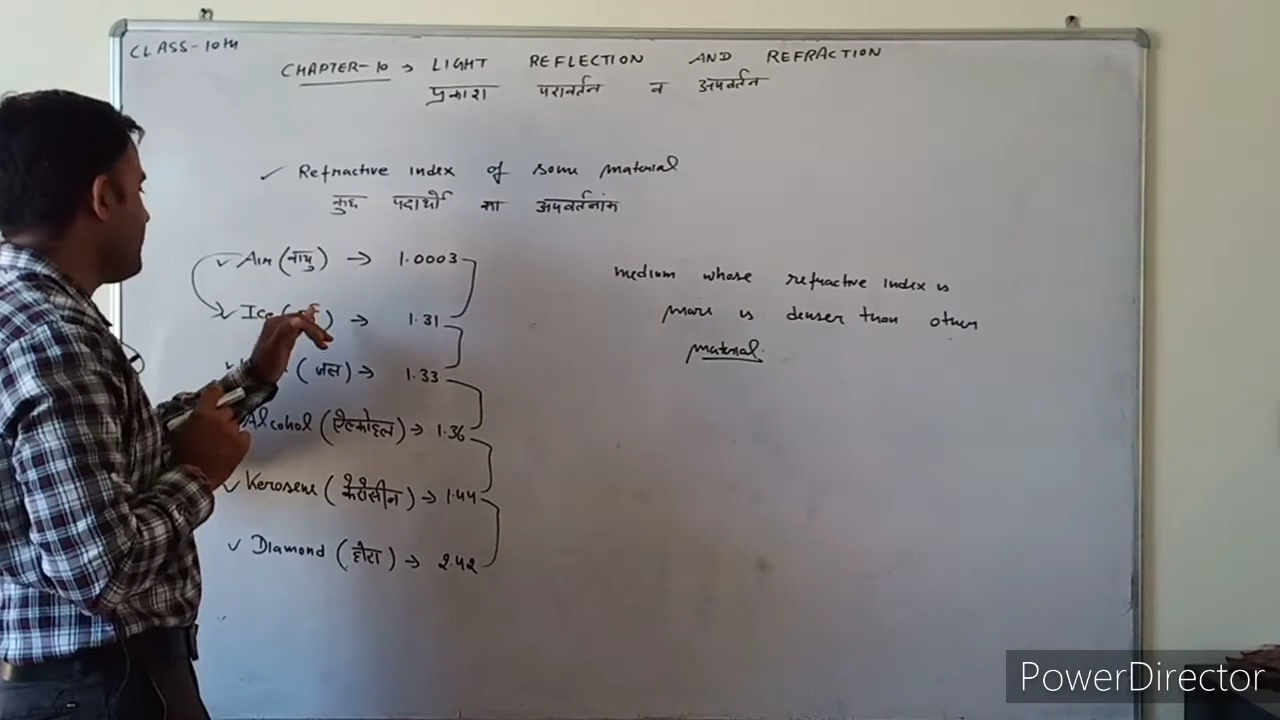 CLASS-10th
CHAPTER-10 → LIGHT REFLECTION AND REFRACTION
प्रकाश परावर्तन व अपवर्तन
✓ Refractive index of some material
कुछ पदार्थो का अपवर्तनांक
✓ Air (वायु) → 1.0003
✓ Ice → 1.31
(जल) → 1.33
Alcohol (ऐल्कोहल) → 1.36
✓ Kerosene (कैरोसीन) → 1.44
✓ Diamond (हीरा) → 2.42
medium whose refractive index is
more is denser than other
material.
PowerDirector